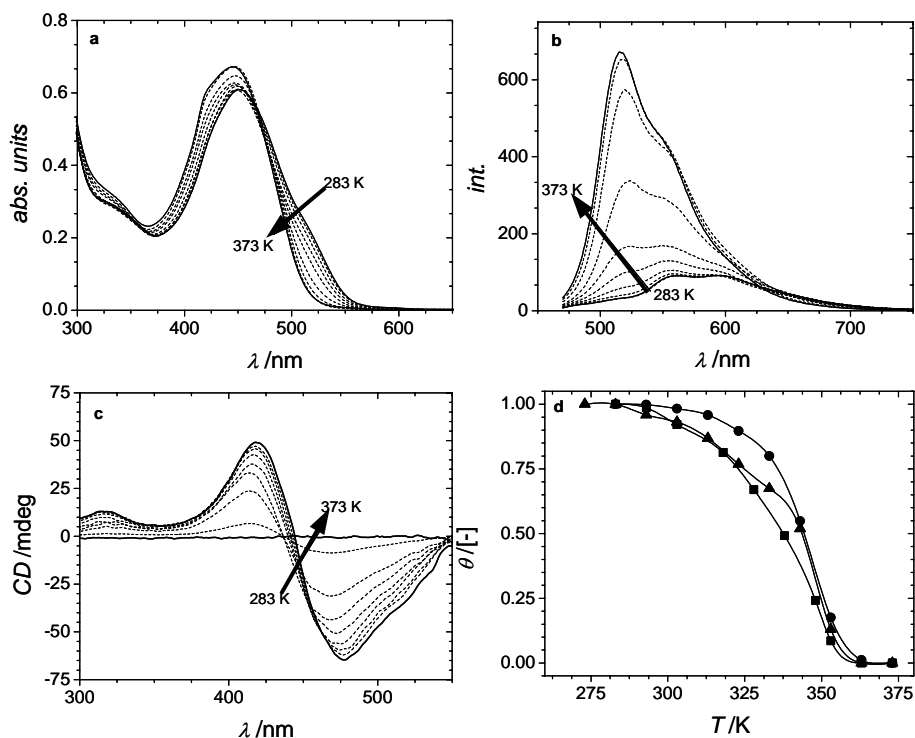 a
0.8
0.6
0.4
0.2
0.0
abs. units
283 K
373 K
300 400 500 600
λ /nm
b
600
400
200
0
int.
373 K
283 K
500 600 700
λ /nm
c
75
50
25
0
-25
-50
-75
CD /mdeg
373 K
283 K
300 400 500
λ /nm
d
1.00
0.75
0.50
0.25
0.00
θ /[-]
275 300 325 350 375
T /K